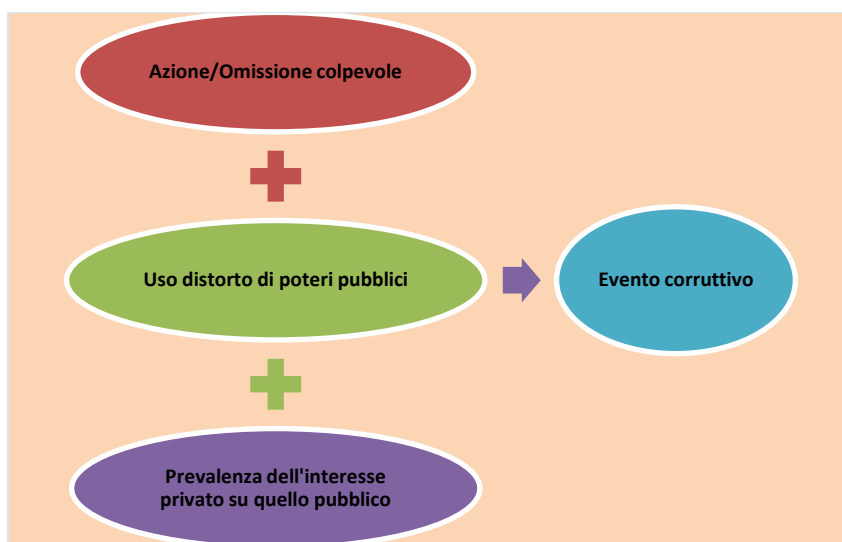 Azione/Omissione colpevole
Uso distorto di poteri pubblici
Evento corruttivo
Prevalenza dell'interesse
privato su quello pubblico